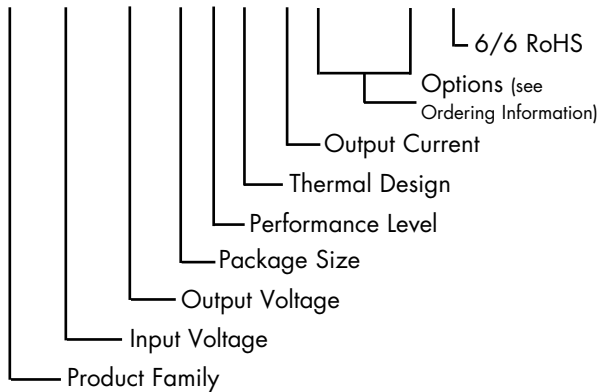 6/6 RoHS
Options (see
Ordering Information)
Output Current
Thermal Design
Performance Level
Package Size
Output Voltage
Input Voltage
Product Family